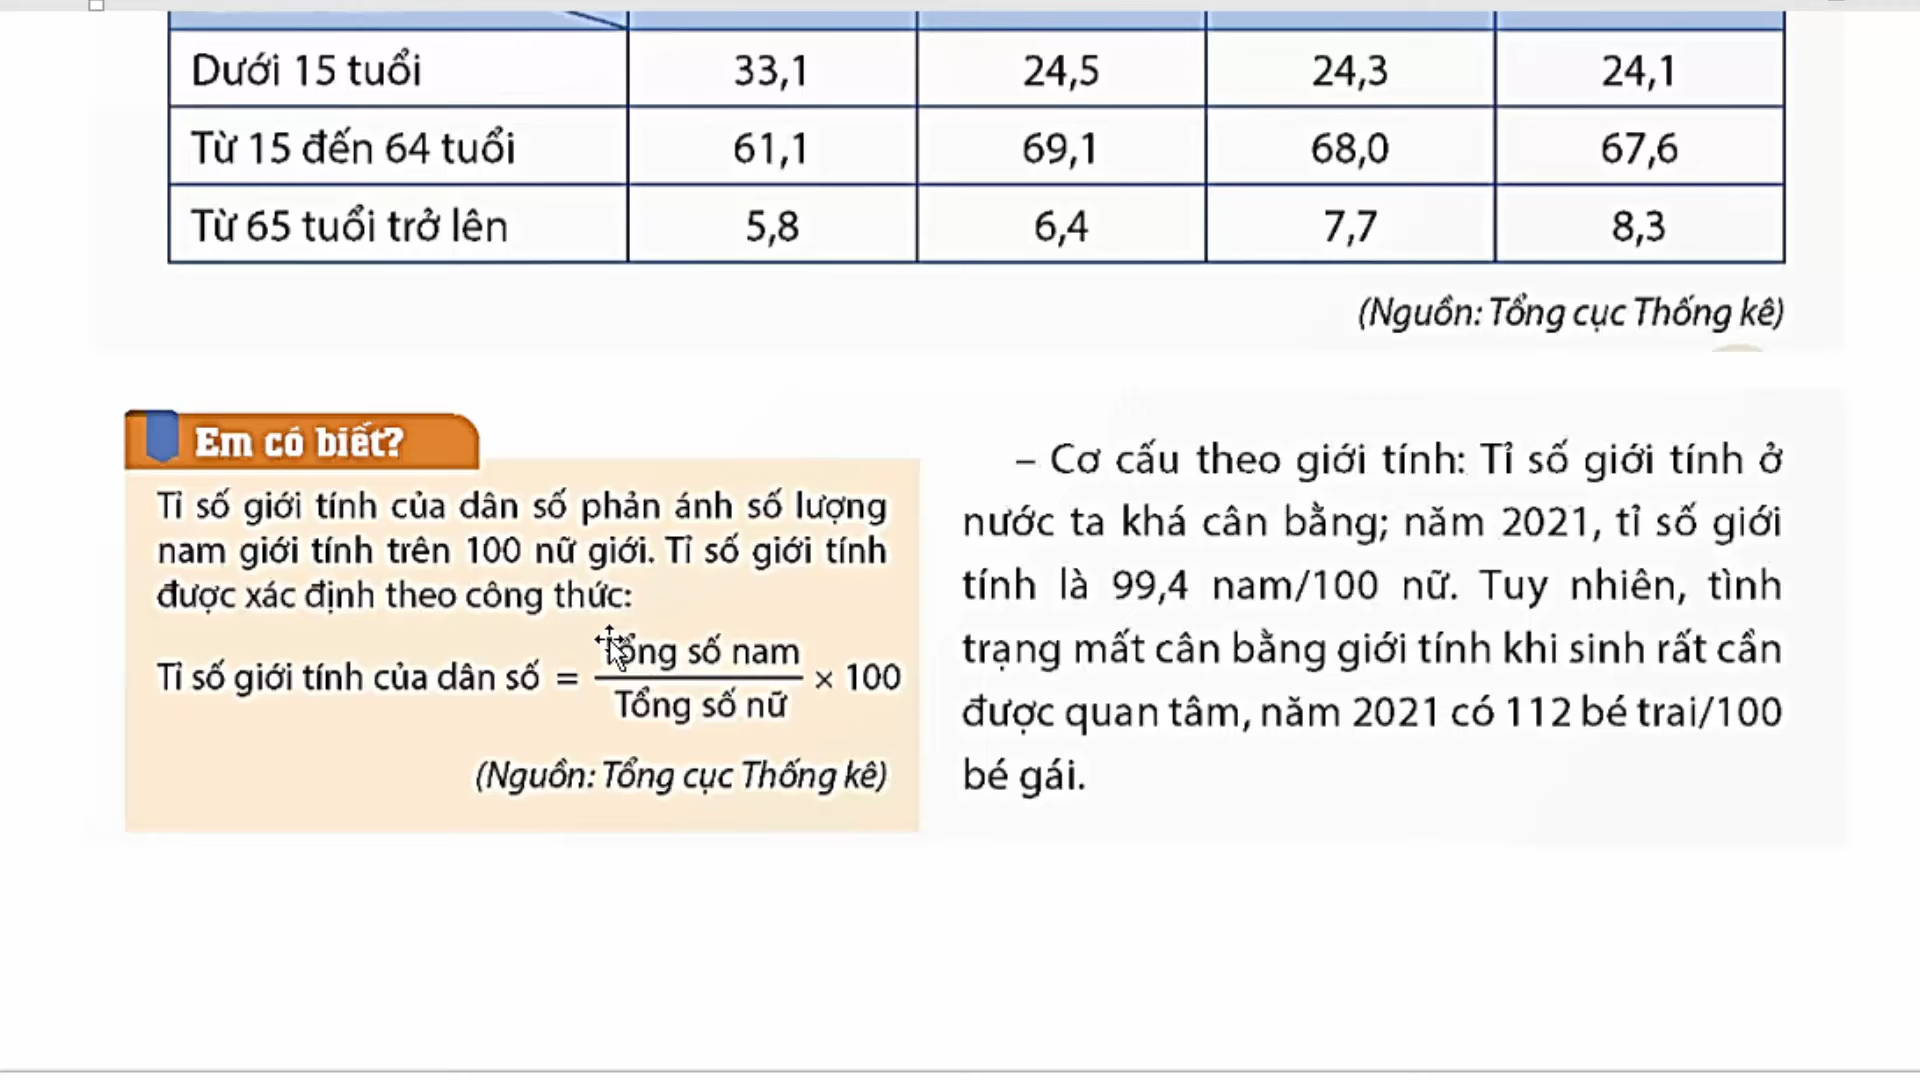 Dưới 15 tuổi 33,1 24,5 24,3 24,1
Từ 15 đến 64 tuổi 61,1 69,1 68,0 67,6
Từ 65 tuổi trở lên 5,8 6,4 7,7 8,3
(Nguồn: Tổng cục Thống kê)
Em có biết?
Tỉ số giới tính của dân số phản ánh số lượng
nam giới tính trên 100 nữ giới. Tỉ số giới tính
được xác định theo công thức:
Tỉ số giới tính của dân số = Tổng số nam / Tổng số nữ × 100
(Nguồn: Tổng cục Thống kê)
– Cơ cấu theo giới tính: Tỉ số giới tính ở
nước ta khá cân bằng; năm 2021, tỉ số giới
tính là 99,4 nam/100 nữ. Tuy nhiên, tình
trạng mất cân bằng giới tính khi sinh rất cần
được quan tâm, năm 2021 có 112 bé trai/100
bé gái.